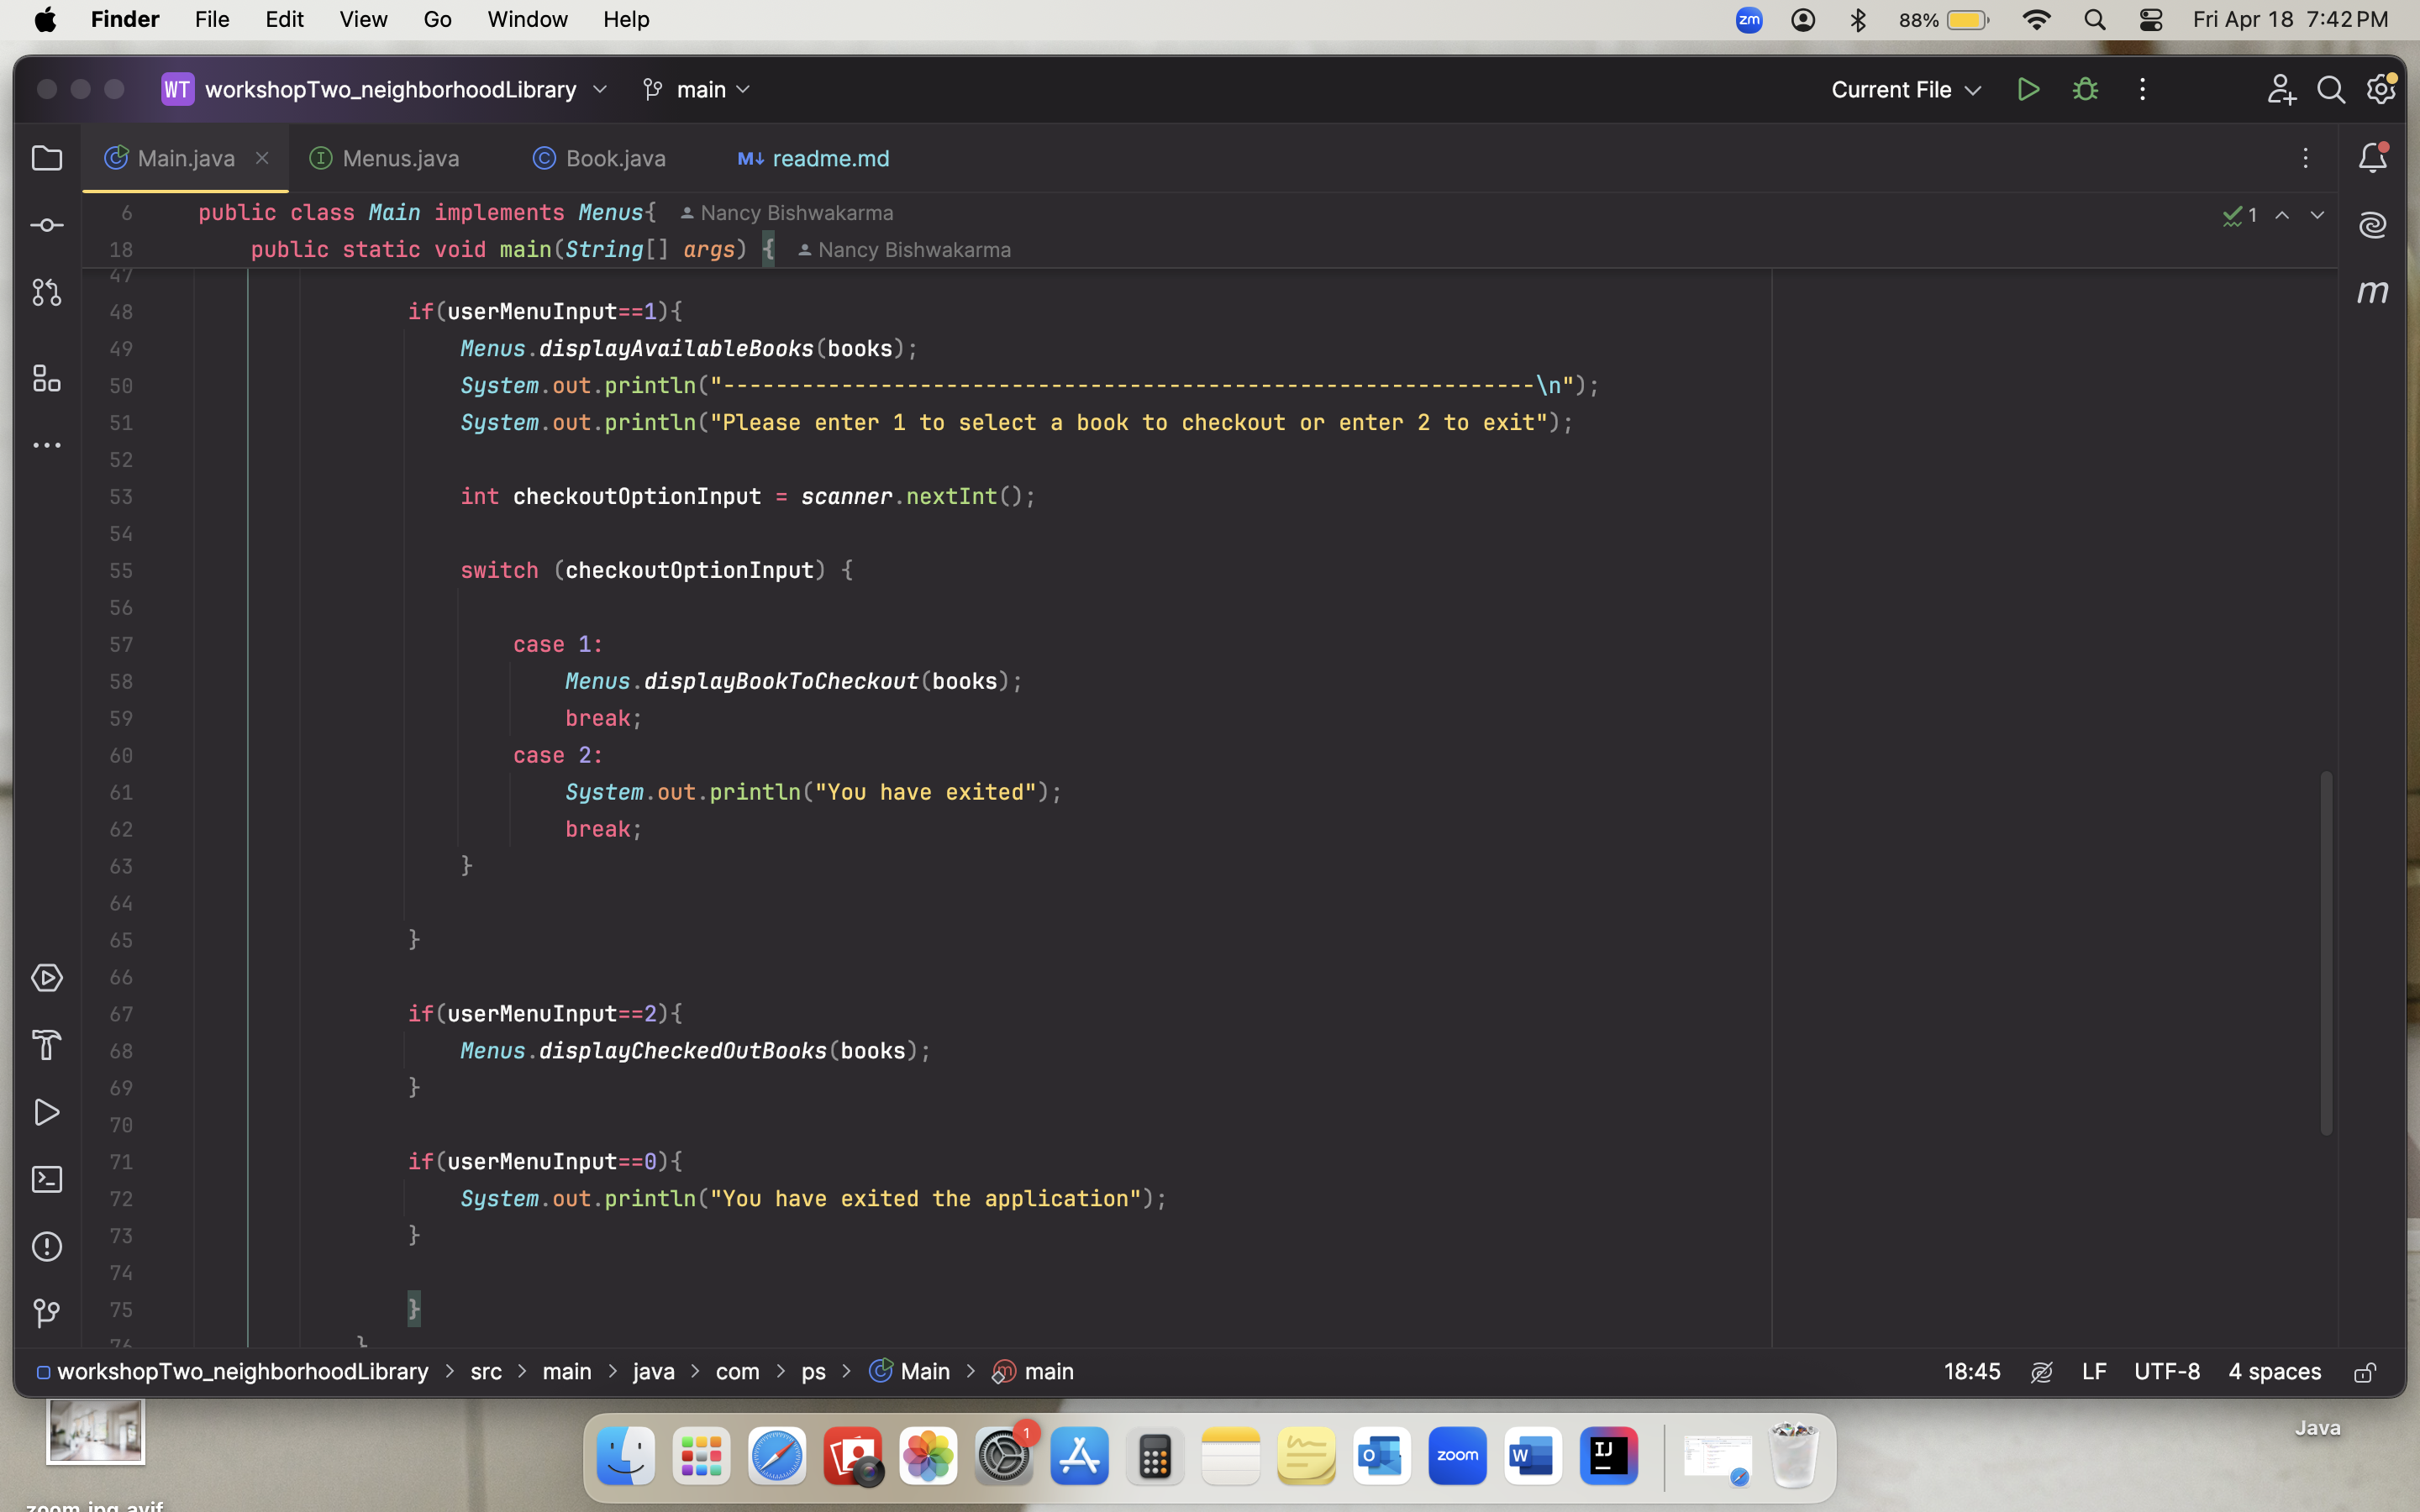 Finder File Edit View Go Window Help zm 88% Fri Apr 18 7:42 PM
WT workshopTwo_neighborhoodLibrary main Current File
Main.java Menus.java Book.java M↓ readme.md
6 public class Main implements Menus{ Nancy Bishwakarma 1
18 public static void main(String[] args) { Nancy Bishwakarma
47
48 if(userMenuInput==1){
49 Menus.displayAvailableBooks(books);
50 System.out.println("--------------------------------------------------------------\n");
51 System.out.println("Please enter 1 to select a book to checkout or enter 2 to exit");
52
53 int checkoutOptionInput = scanner.nextInt();
54
55 switch (checkoutOptionInput) {
56
57 case 1:
58 Menus.displayBookToCheckout(books);
59 break;
60 case 2:
61 System.out.println("You have exited");
62 break;
63 }
64
65 }
66
67 if(userMenuInput==2){
68 Menus.displayCheckedOutBooks(books);
69 }
70
71 if(userMenuInput==0){
72 System.out.println("You have exited the application");
73 }
74
75 }
76 }
workshopTwo_neighborhoodLibrary > src > main > java > com > ps > Main > main 18:45 LF UTF-8 4 spaces
Java
1
zoom
W
IJ
zoom.jpg.avif